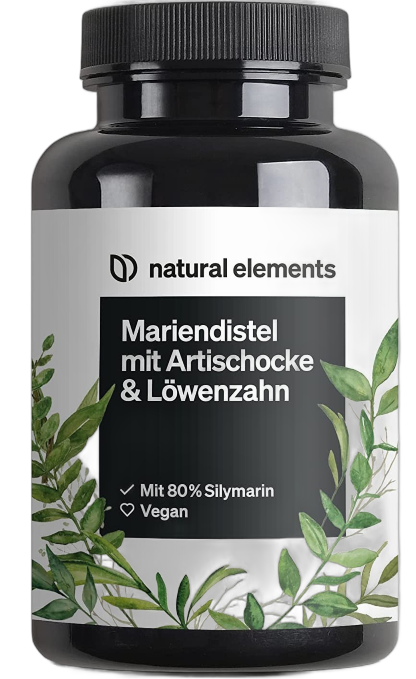 natural elements
Mariendistel
mit Artischocke
& Löwenzahn
Mit 80% Silymarin
Vegan